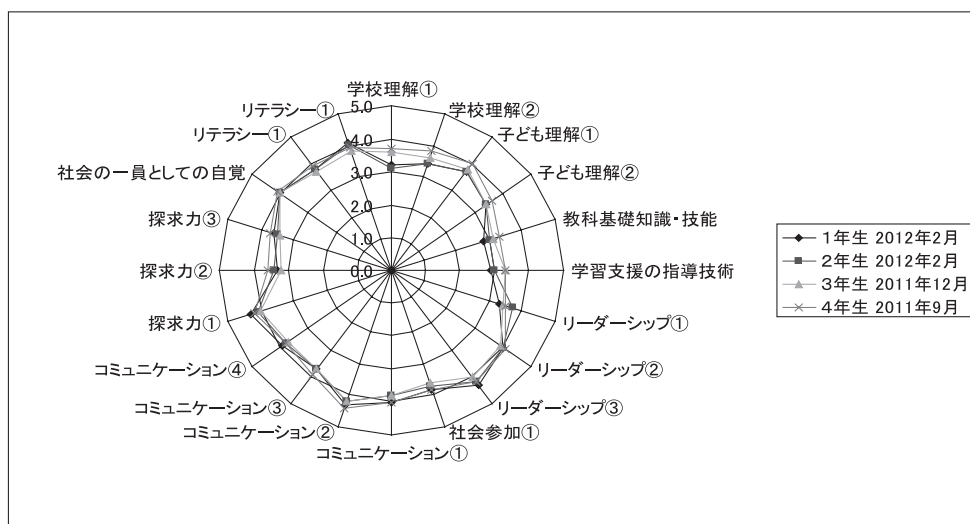 学校理解①
学校理解②
子ども理解①
子ども理解②
教科基礎知識・技能
学習支援の指導技術
リーダーシップ①
リーダーシップ②
リーダーシップ③
社会参加①
コミュニケーション①
コミュニケーション②
コミュニケーション③
コミュニケーション④
探求力①
探求力②
探求力③
社会の一員としての自覚
リテラシー①
リテラシー①
5.0
4.0
3.0
2.0
1.0
0.0
1年生 2012年2月
2年生 2012年2月
3年生 2011年12月
4年生 2011年9月